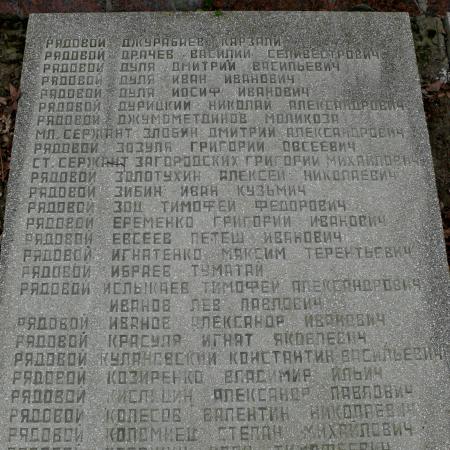 РЯДОВОЙ ДЖУРАБАЕВ КАРЗАЛИ
РЯДОВОЙ ДРАЧЕВ ВАСИЛИЙ СЕЛИВЕСТРОВИЧ
РЯДОВОЙ ДУЛЯ ДМИТРИЙ ВАСИЛЬЕВИЧ
РЯДОВОЙ ДУЛЯ ИВАН ИВАНОВИЧ
РЯДОВОЙ ДУЛЯ ИОСИФ ИВАНОВИЧ
РЯДОВОЙ ДУРИЦКИЙ НИКОЛАЙ АЛЕКСАНДРОВИЧ
РЯДОВОЙ ДЖУМОМЕТДИНОВ МОЛИКОЗА
МЛ. СЕРЖАНТ ЗЛОБИН ДМИТРИЙ АЛЕКСАНДРОВИЧ
РЯДОВОЙ ЗОЗУЛЯ ГРИГОРИЙ ОВСЕЕВИЧ
СТ. СЕРЖАНТ ЗАГОРОДСКИХ ГРИГОРИЙ МИХАЙЛОВИЧ
РЯДОВОЙ ЗОЛОТУХИН АЛЕКСЕЙ НИКОЛАЕВИЧ
РЯДОВОЙ ЗИБИН ИВАН КУЗЬМИЧ
РЯДОВОЙ ЗОЦ ТИМОФЕЙ ФЕДОРОВИЧ
РЯДОВОЙ ЕРЕМЕНКО ГРИГОРИЙ ИВАНОВИЧ
РЯДОВОЙ ЕВСЕЕВ ПЕТЕШ ИВАНОВИЧ
РЯДОВОЙ ИГНАТЕНКО МАКСИМ ТЕРЕНТЬЕВИЧ
РЯДОВОЙ ИБРАЕВ ТУМАТАЙ
РЯДОВОЙ ИСЛЫЖАЕВ ТИМОФЕЙ АЛЕКСАНДРОВИЧ
ИВАНОВ ЛЕВ ПАВЛОВИЧ
РЯДОВОЙ ИВАНОВ АЛЕКСАНДР ИВАНОВИЧ
РЯДОВОЙ КРАСУЛЯ ИГНАТ ЯКОВЛЕВИЧ
РЯДОВОЙ КУЛАНОВСКИЙ КОНСТАНТИН ВАСИЛЬЕВИЧ
РЯДОВОЙ КОЗИРЕНКО ВЛАДИМИР ИЛЬИЧ
РЯДОВОЙ АЛЕКСАНДР ПАВЛОВИЧ
РЯДОВОЙ КОЛЕСОВ ВАЛЕНТИН НИКОЛАЕВИЧ
РЯДОВОЙ КОЛОМИЕЦ СТЕПАН МИХАЙЛОВИЧ